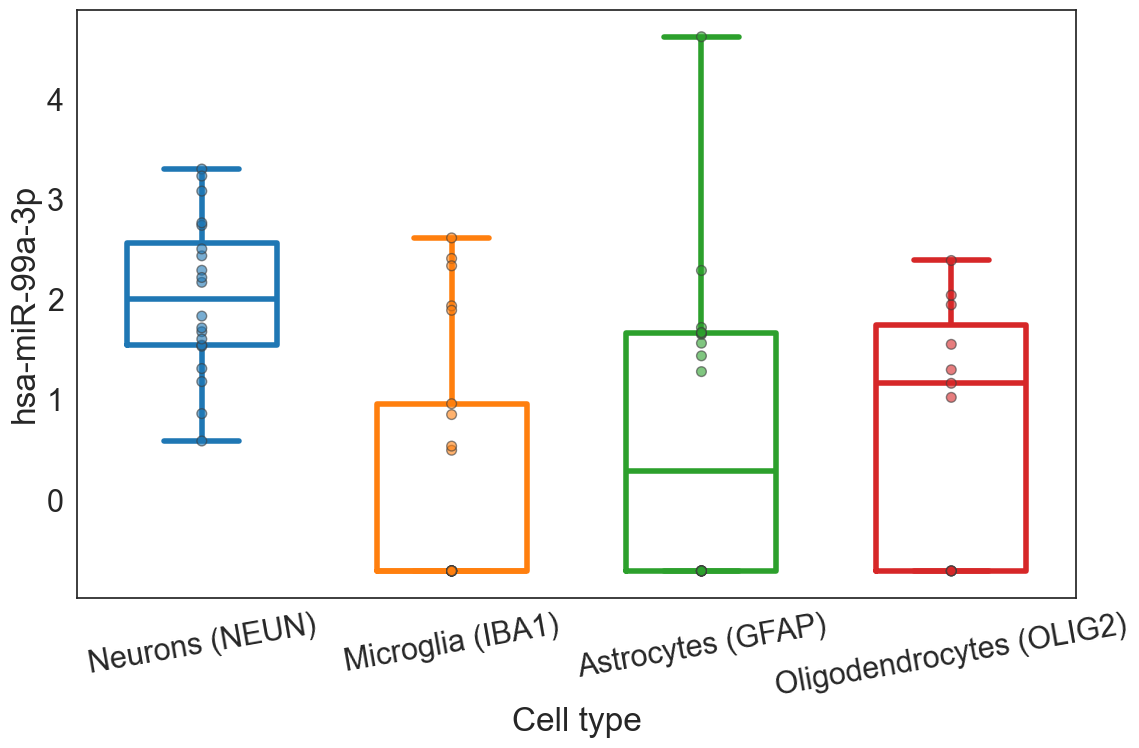 hsa-miR-99a-3p
4
3
2
1
0
Neurons (NEUN)
Microglia (IBA1)
Astrocytes (GFAP)
Oligodendrocytes (OLIG2)
Cell type